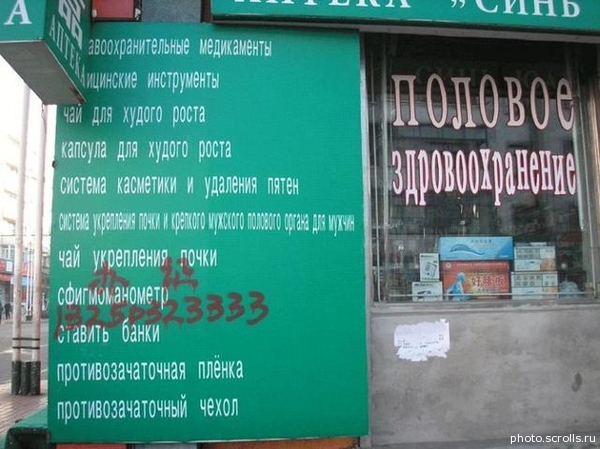 АПТЕКА „СИНЬ
А
АПТЕКА
авоохранительные медикаменты
ицинские инструменты
чай для худого роста
капсула для худого роста
система касметики и удаления пятен
система укрепления почки и крепкого мужского полового органа для мужчин
чай укрепления почки
сфигмоманометр
13250323333
ставить банки
противозачаточная плёнка
противозачаточный чехол
ПОЛОВОЕ
ЗДРОВООХРАНЕНИЕ
photo.scrolls.ru